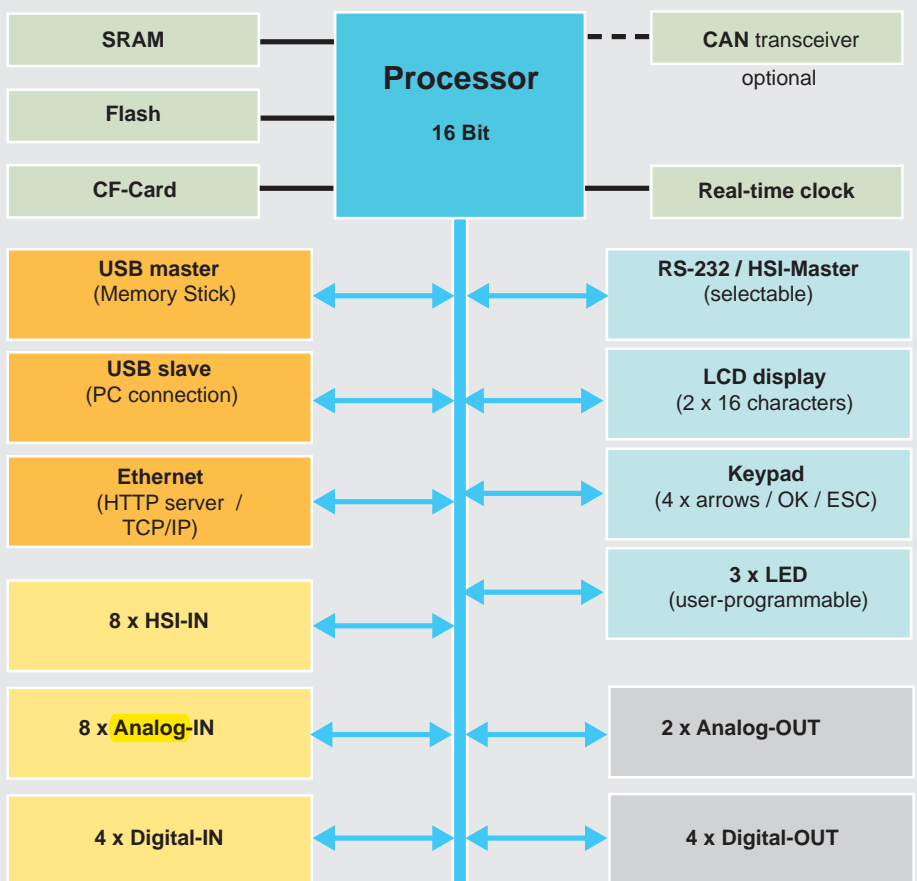 SRAM
Flash
CF-Card
Processor
16 Bit
CAN transceiver
optional
Real-time clock
USB master
(Memory Stick)
USB slave
(PC connection)
Ethernet
(HTTP server /
TCP/IP)
8 x HSI-IN
8 x Analog-IN
4 x Digital-IN
RS-232 / HSI-Master
(selectable)
LCD display
(2 x 16 characters)
Keypad
(4 x arrows / OK / ESC)
3 x LED
(user-programmable)
2 x Analog-OUT
4 x Digital-OUT